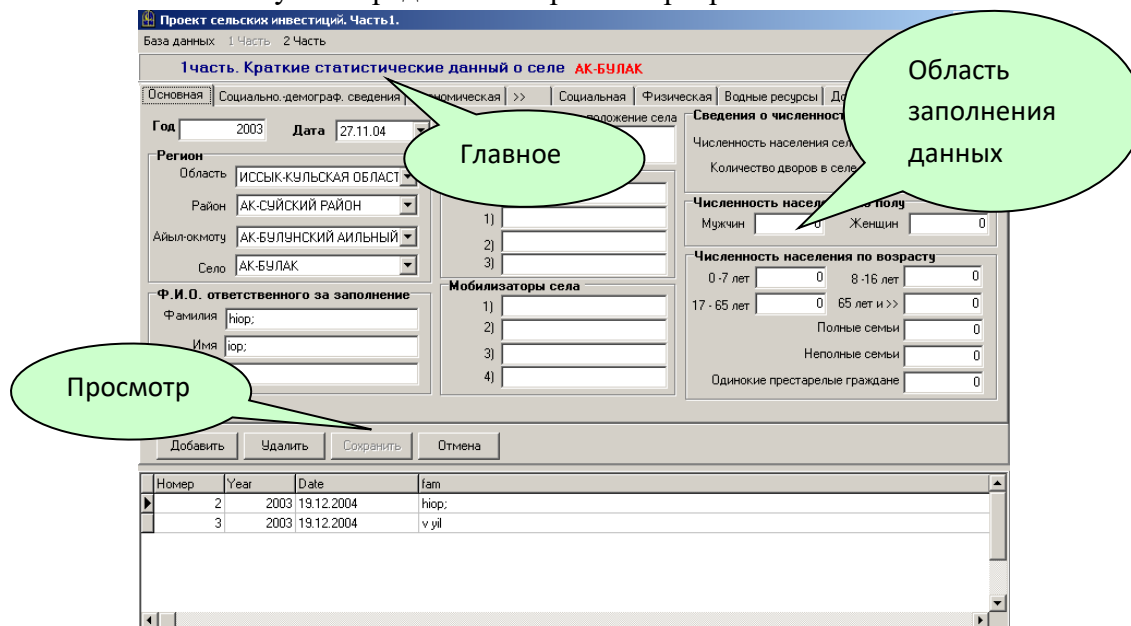 Проект сельских инвестиций. Часть1.
База данных 1 Часть 2 Часть
1часть. Краткие статистические данный о селе АК-БУЛАК
Основная Социально.-демограф. сведения >> Социальная Физическая Водные ресурсы
Год 2003 Дата 27.11.04
Регион
Область ИССЫК-КУЛЬСКАЯ ОБЛАСТ
Район АК-СУЙСКИЙ РАЙОН
Айыл-окмоту АК-БУЛУНСКИЙ АИЛЬНЫЙ
Село АК-БУЛАК
Ф.И.О. ответственного за заполнение
Фамилия hiop;
Имя iop;
положение села
1)
2)
3)
Мобилизаторы села
1)
2)
3)
4)
Сведения о
Численность населения
Количество дворов в селе
Численность
Мужчин 0 Женщин 0
Численность населения по возрасту
0 -7 лет 0 8 -16 лет 0
17 - 65 лет 0 65 лет и >> 0
Полные семьи 0
Неполные семьи 0
Одинокие престарелые граждане 0
Главное
Область
заполнения
данных
Просмотр
Добавить Удалить Сохранить Отмена
Номер Year Date fam
2 2003 19.12.2004 hiop;
3 2003 19.12.2004 v yil